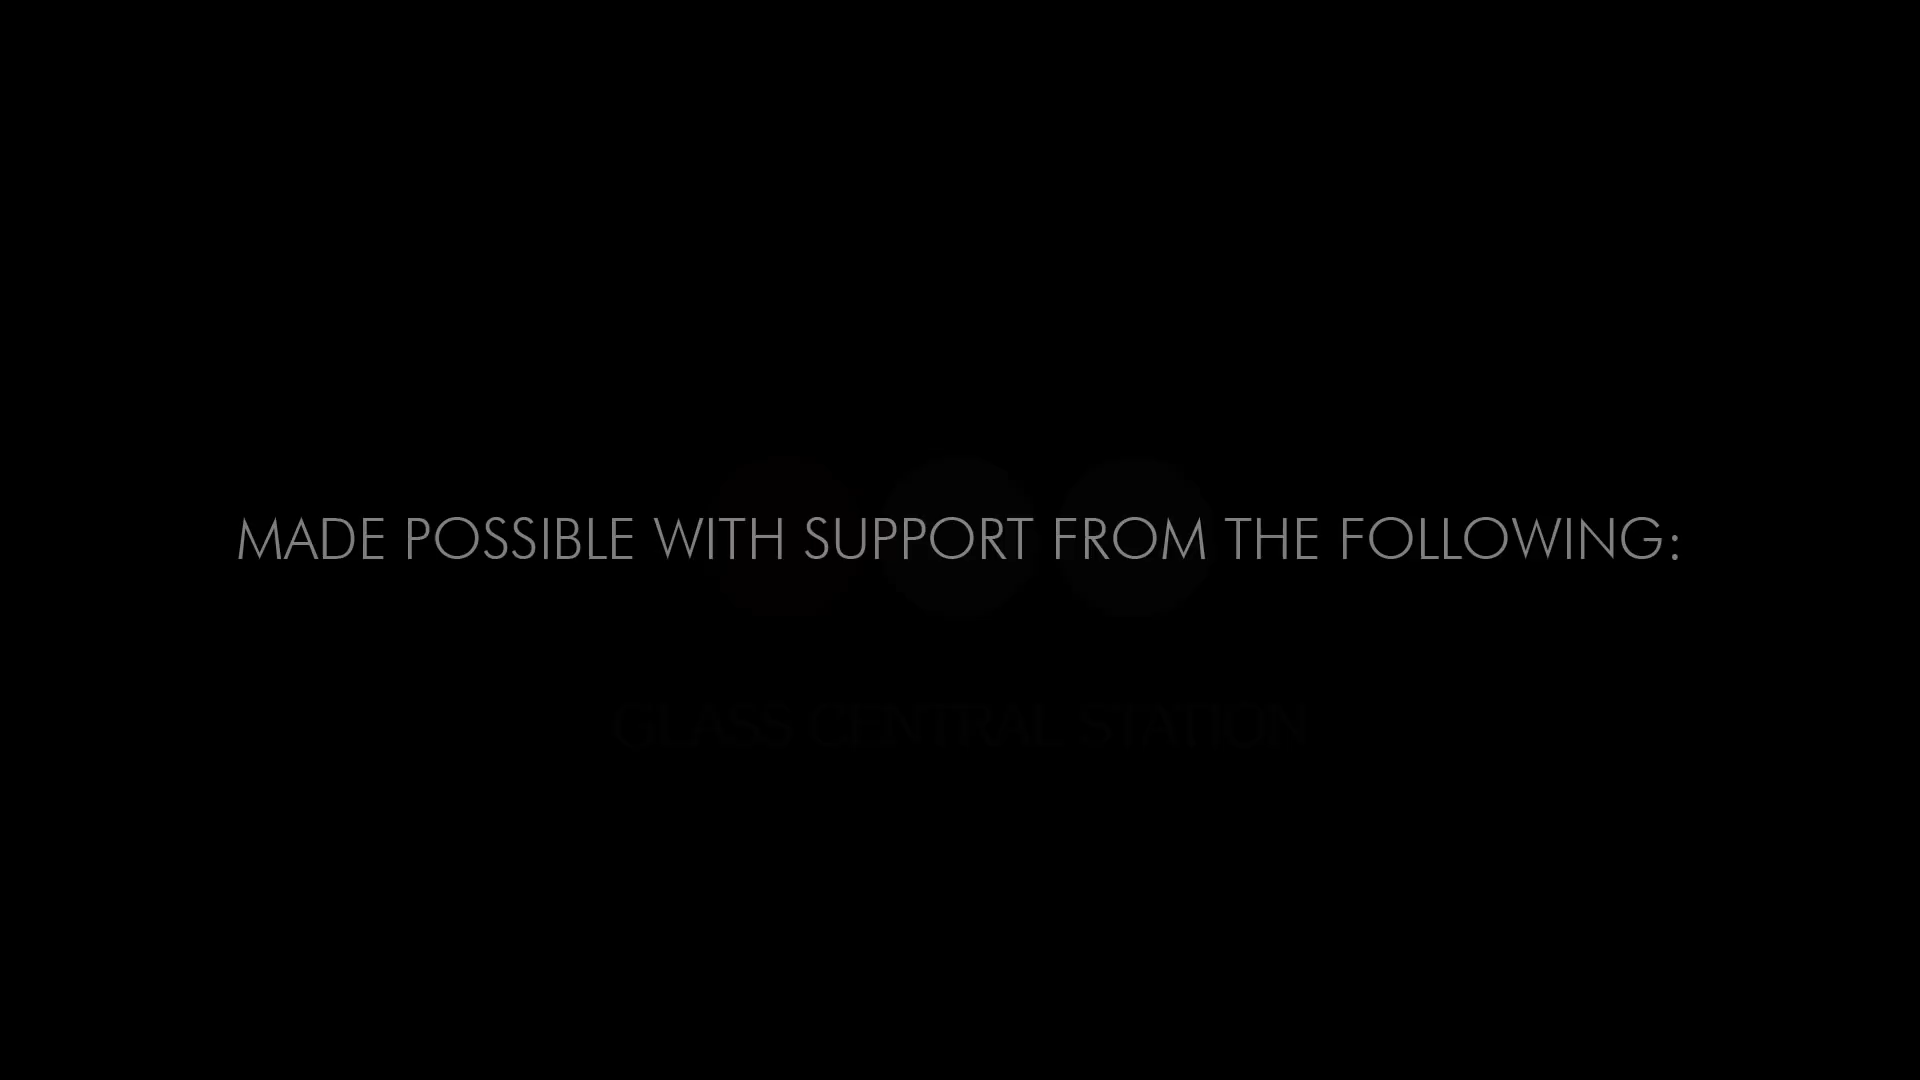 MADE POSSIBLE WITH SUPPORT FROM THE FOLLOWING:
GLASS CENTRAL STATION